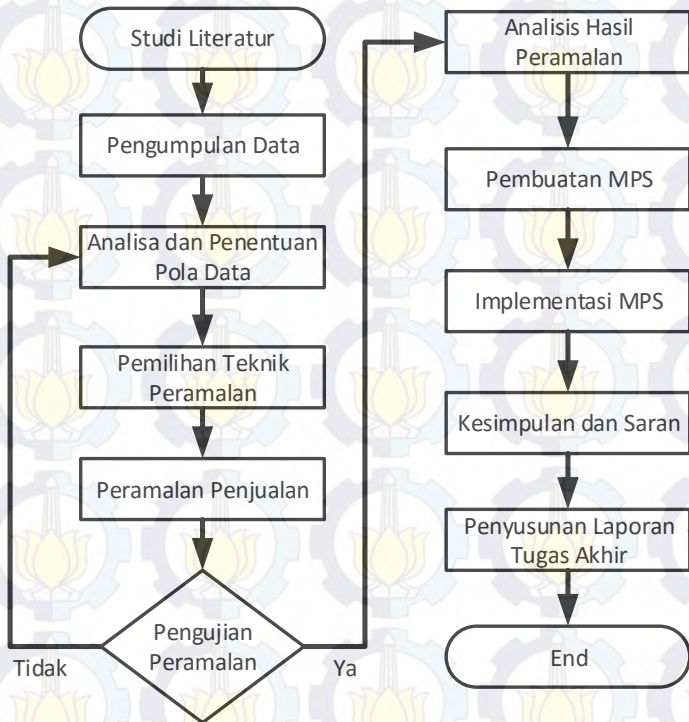 Studi Literatur
Pengumpulan Data
Analisa dan Penentuan
Pola Data
Pemilihan Teknik
Peramalan
Peramalan Penjualan
Pengujian
Peramalan
Tidak
Ya
Analisis Hasil
Peramalan
Pembuatan MPS
Implementasi MPS
Kesimpulan dan Saran
Penyusunan Laporan
Tugas Akhir
End